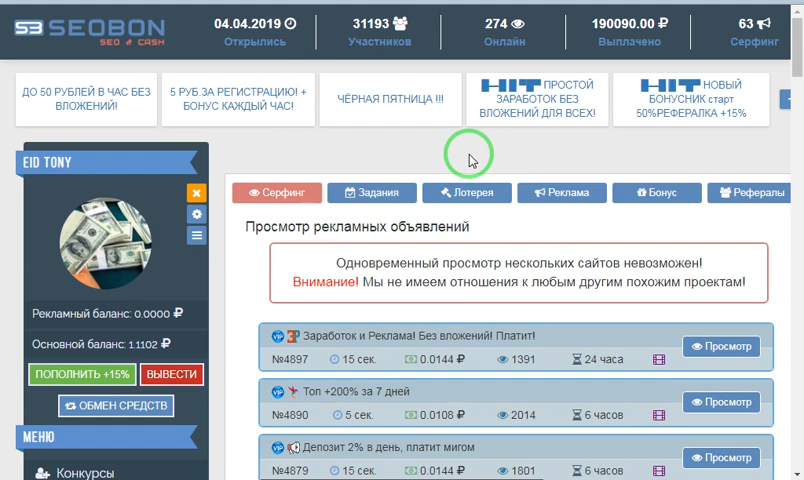 SB SEOBON
SEO & CASH
04.04.2019
Открылись
31193
Участников
274
Онлайн
190090.00 ₽
Выплачено
63
Серфинг
ДО 50 РУБЛЕЙ В ЧАС БЕЗ
ВЛОЖЕНИЙ!
5 РУБ.ЗА РЕГИСТРАЦИЮ! +
БОНУС КАЖДЫЙ ЧАС!
ЧЁРНАЯ ПЯТНИЦА !!!
ПРОСТОЙ
ЗАРАБОТОК БЕЗ
ВЛОЖЕНИЙ ДЛЯ ВСЕХ!
НОВЫЙ
БОНУСНИК старт
50%РЕФЕРАЛКА +15%
EID TONY
Рекламный баланс: 0.0000 ₽
Основной баланс: 1.1102 ₽
ПОПОЛНИТЬ +15%
ВЫВЕСТИ
ОБМЕН СРЕДСТВ
МЕНЮ
Конкурсы
Серфинг
Задания
Лотерея
Реклама
Бонус
Рефералы
Просмотр рекламных объявлений
Одновременный просмотр нескольких сайтов невозможен!
Внимание! Мы не имеем отношения к любым другим похожим проектам!
VIP Заработок и Реклама! Без вложений! Платит!
№4897 15 сек. 0.0144 ₽ 1391 24 часа
Просмотр
VIP Топ +200% за 7 дней
№4890 5 сек. 0.0108 ₽ 2014 6 часов
Просмотр
VIP Депозит 2% в день, платит мигом
№4879 15 сек. 0.0144 ₽ 1801 6 часов
Просмотр